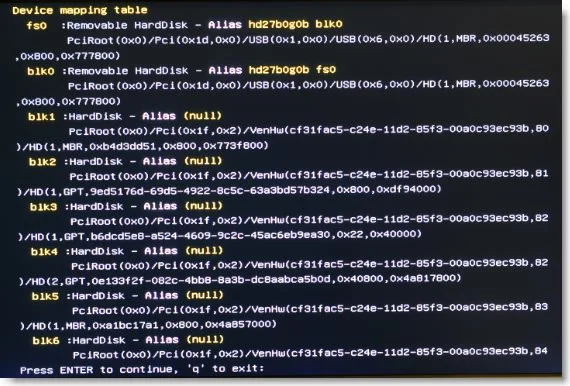 Device mapping table
fs0 :Removable HardDisk - Alias hd27b0g0b blk0
PciRoot(0x0)/Pci(0x1d,0x0)/USB(0x1,0x0)/USB(0x6,0x0)/HD(1,MBR,0x00045263
,0x800,0x777800)
blk0 :Removable HardDisk - Alias hd27b0g0b fs0
PciRoot(0x0)/Pci(0x1d,0x0)/USB(0x1,0x0)/USB(0x6,0x0)/HD(1,MBR,0x00045263
,0x800,0x777800)
blk1 :HardDisk - Alias (null)
PciRoot(0x0)/Pci(0x1f,0x2)/VenHw(cf31fac5-c24e-11d2-85f3-00a0c93ec93b,80
)/HD(1,MBR,0xb4d3dd51,0x800,0x773f800)
blk2 :HardDisk - Alias (null)
PciRoot(0x0)/Pci(0x1f,0x2)/VenHw(cf31fac5-c24e-11d2-85f3-00a0c93ec93b,81
)/HD(1,GPT,9ed5176d-69d5-4922-8c5c-63a3bd57b324,0x800,0xdf94000)
blk3 :HardDisk - Alias (null)
PciRoot(0x0)/Pci(0x1f,0x2)/VenHw(cf31fac5-c24e-11d2-85f3-00a0c93ec93b,82
)/HD(1,GPT,b6dcd5e8-a524-4609-9c2c-45ac6eb9ea30,0x22,0x40000)
blk4 :HardDisk - Alias (null)
PciRoot(0x0)/Pci(0x1f,0x2)/VenHw(cf31fac5-c24e-11d2-85f3-00a0c93ec93b,82
)/HD(2,GPT,0e133f2f-082c-4bb8-8a3b-dc8aabca5b0d,0x40800,0x4a817800)
blk5 :HardDisk - Alias (null)
PciRoot(0x0)/Pci(0x1f,0x2)/VenHw(cf31fac5-c24e-11d2-85f3-00a0c93ec93b,83
)/HD(1,MBR,0xa1bc17a1,0x800,0x4a857000)
blk6 :HardDisk - Alias (null)
PciRoot(0x0)/Pci(0x1f,0x2)/VenHw(cf31fac5-c24e-11d2-85f3-00a0c93ec93b,84
Press ENTER to continue, 'q' to exit: